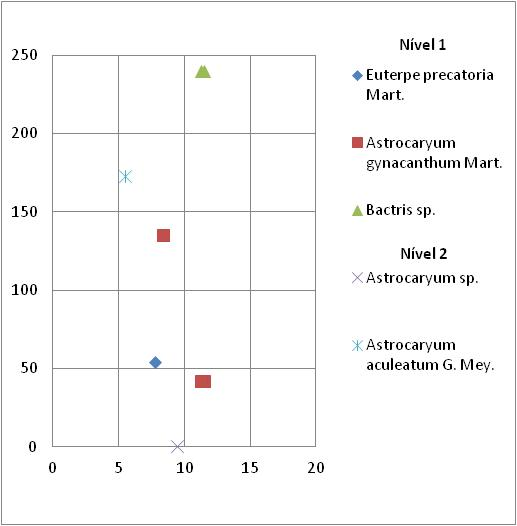 250
200
150
100
50
0
0 5 10 15 20
Nível 1
Euterpe precatoria
Mart.
Astrocaryum
gynacanthum Mart.
Bactris sp.
Nível 2
Astrocaryum sp.
Astrocaryum
aculeatum G. Mey.